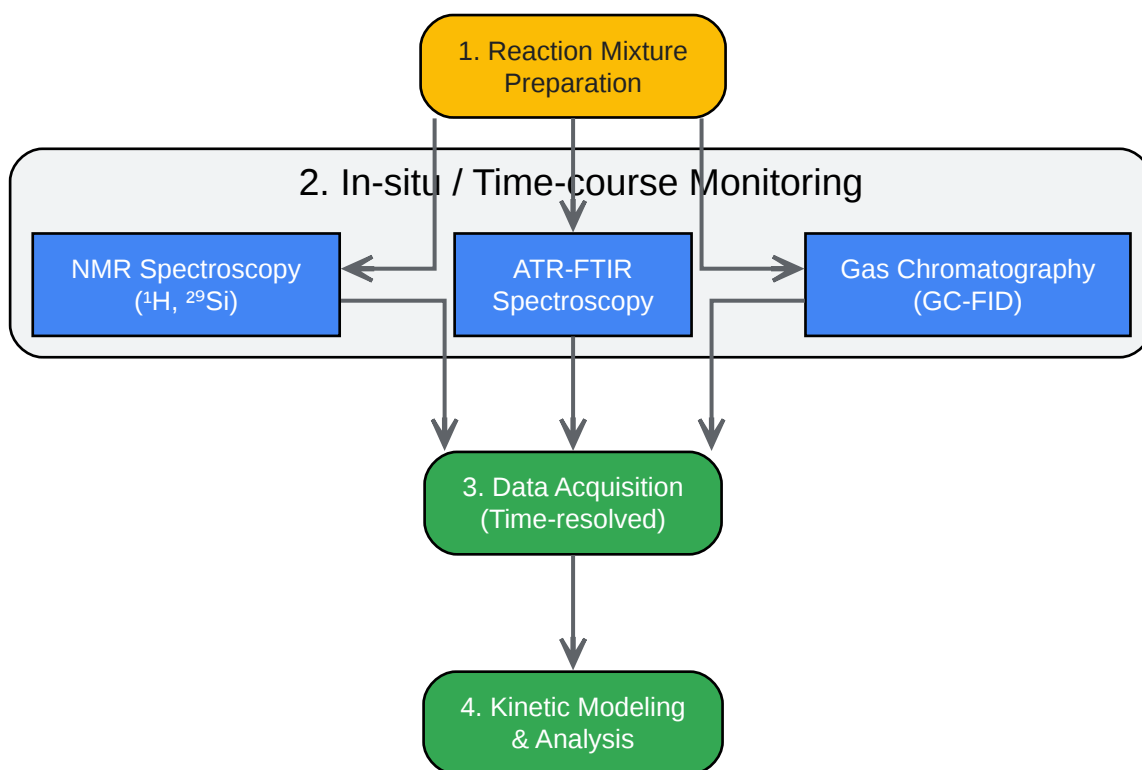 1. Reaction Mixture
Preparation
2. In-situ / Time-course Monitoring
NMR Spectroscopy
(¹H, ²⁹Si)
ATR-FTIR
Spectroscopy
Gas Chromatography
(GC-FID)
3. Data Acquisition
(Time-resolved)
4. Kinetic Modeling
& Analysis